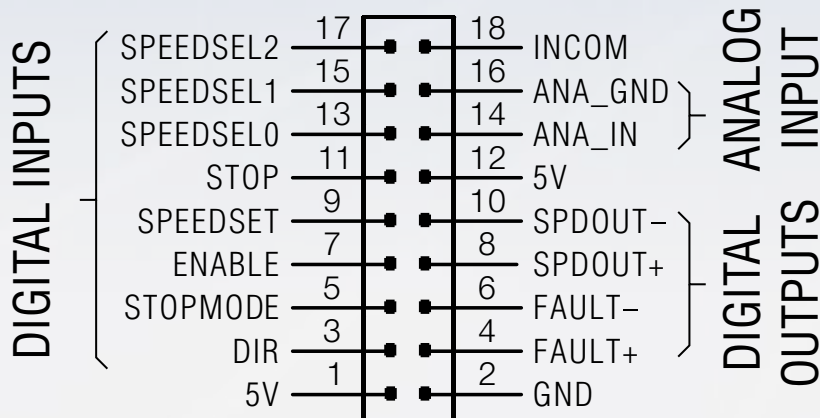 DIGITAL INPUTS
SPEEDSEL2 17 18 INCOM
SPEEDSEL1 15 16 ANA_GND
SPEEDSEL0 13 14 ANA_IN
ANALOG
INPUT
STOP 11 12 5V
SPEEDSET 9 10 SPDOUT−
ENABLE 7 8 SPDOUT+
STOPMODE 5 6 FAULT−
DIR 3 4 FAULT+
DIGITAL
OUTPUTS
5V 1 2 GND